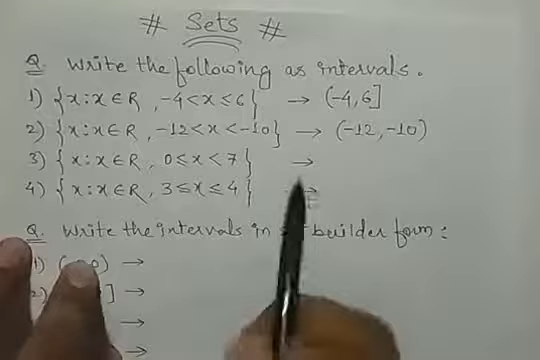 # Sets #
Q. Write the following as intervals.
1) {x : x ∈ R, -4 < x ≤ 6} → (-4, 6]
2) {x : x ∈ R, -12 < x < -10} → (-12, -10)
3) {x : x ∈ R, 0 ≤ x < 7} →
4) {x : x ∈ R, 3 ≤ x ≤ 4}
Q. Write the intervals in builder form :
1) ( 0) →
2) ] →
→
→